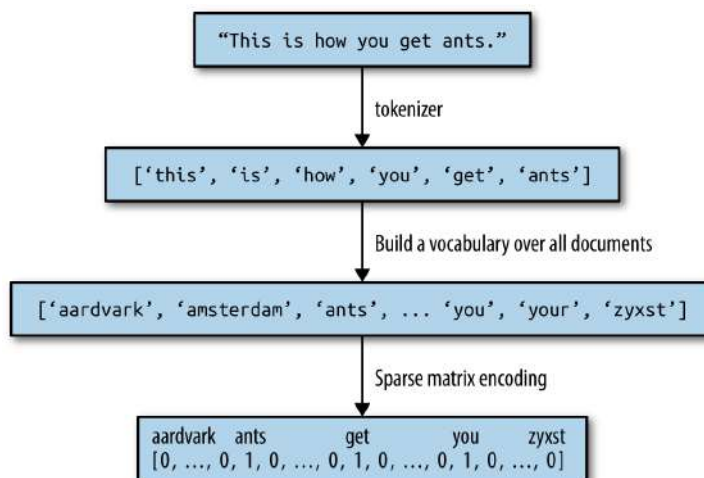 “This is how you get ants.”
tokenizer
[‘this’, ‘is’, ‘how’, ‘you’, ‘get’, ‘ants’]
Build a vocabulary over all documents
[‘aardvark’, ‘amsterdam’, ‘ants’, ... ‘you’, ‘your’, ‘zyxst’]
Sparse matrix encoding
aardvark ants get you zyxst
[0, …, 0, 1, 0, …, 0, 1, 0, …, 0, 1, 0, …, 0]